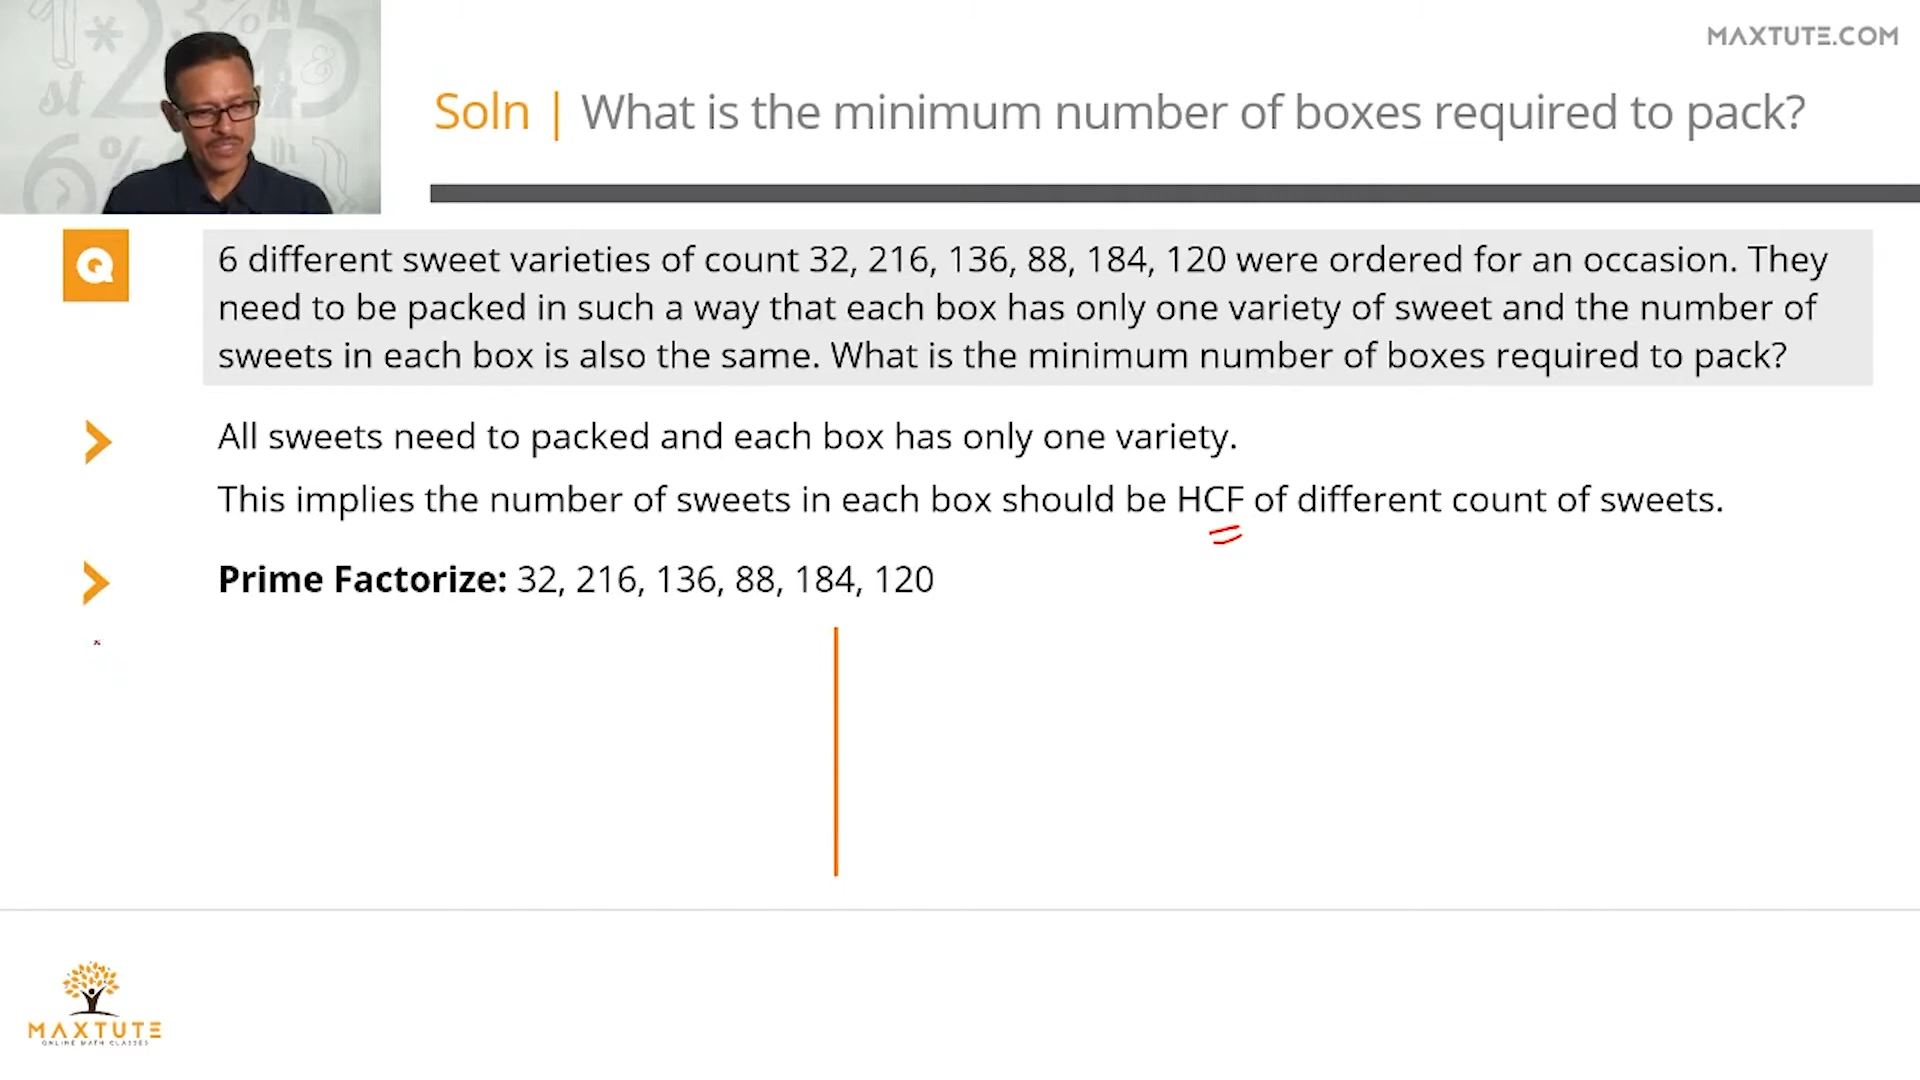 MAXTUTE.COM
Soln | What is the minimum number of boxes required to pack?
Q
6 different sweet varieties of count 32, 216, 136, 88, 184, 120 were ordered for an occasion. They
need to be packed in such a way that each box has only one variety of sweet and the number of
sweets in each box is also the same. What is the minimum number of boxes required to pack?
All sweets need to packed and each box has only one variety.
This implies the number of sweets in each box should be HCF of different count of sweets.
Prime Factorize: 32, 216, 136, 88, 184, 120
MAXTUTE
ONLINE MATH CLASSES